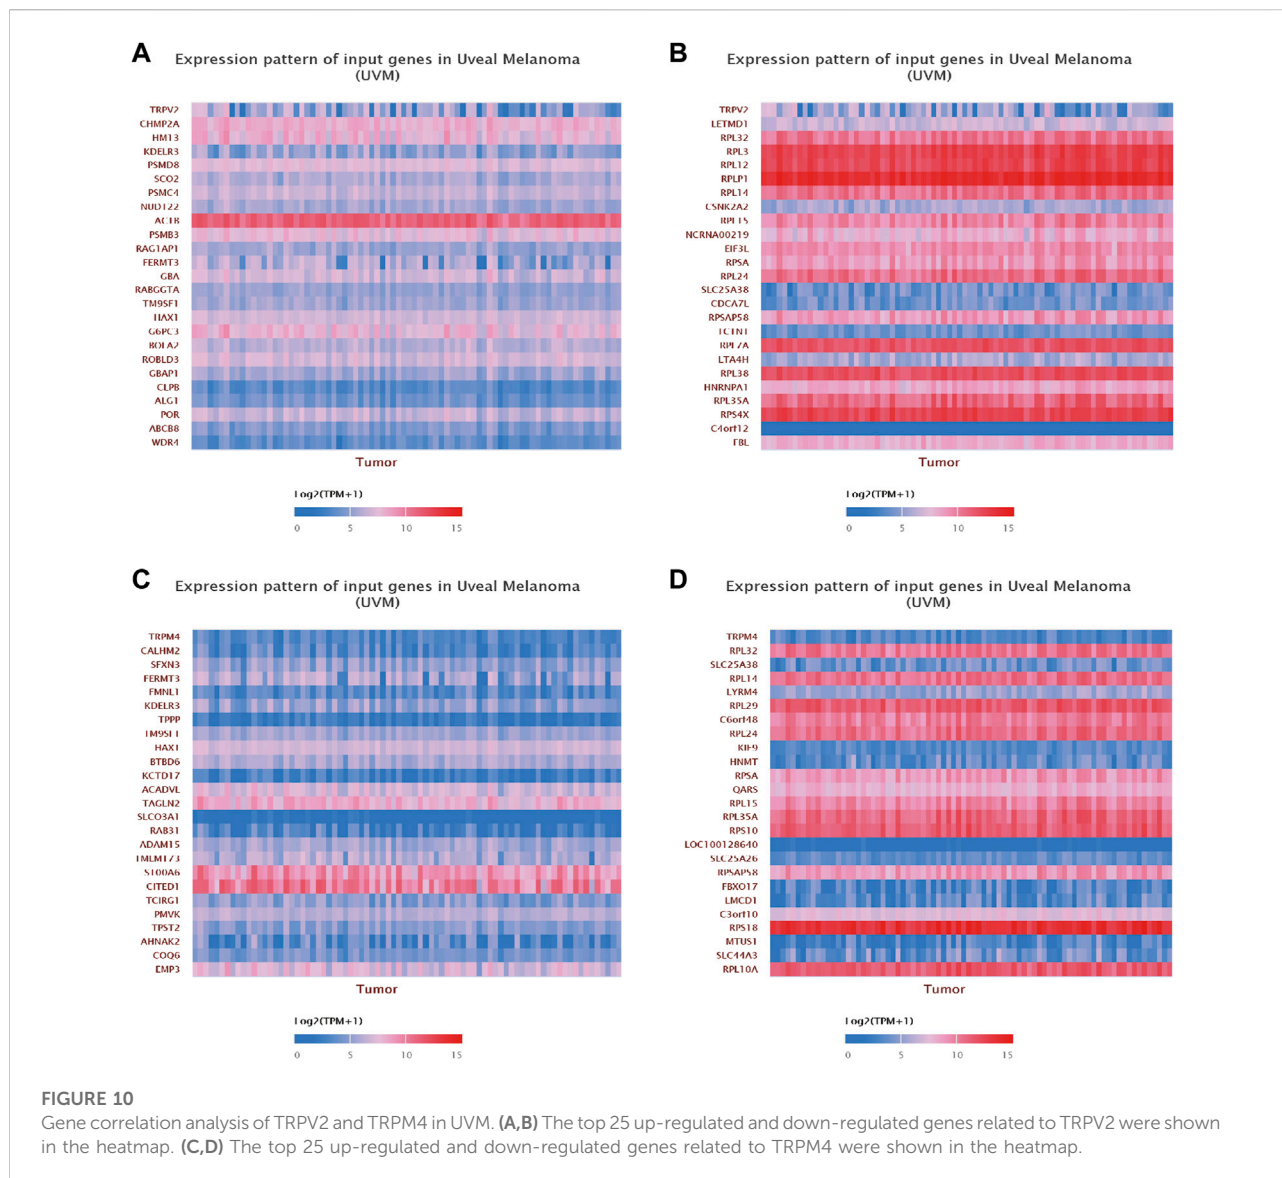 A
Expression pattern of input genes in Uveal Melanoma
(UVM)
TRPV2
CHMP2A
HM13
KDELR3
PSMD8
SCO2
PSMC4
NUDT22
ACTB
PSMB3
RAG1AP1
FERMT3
GBA
RABGGTA
TM9SF1
HAX1
G6PC3
BOLA2
ROBLD3
GBAP1
CLPB
ALG1
POR
ABCB8
WDR4
Tumor
Log2(TPM+1)
0 5 10 15
B
Expression pattern of input genes in Uveal Melanoma
(UVM)
TRPV2
LETMD1
RPL32
RPL3
RPL12
RPLP1
RPL14
CSNK2A2
RPL15
NCRNA00219
EIF3L
RPSA
RPL24
SLC25A38
CDCA7L
RPSAP58
TCTN1
RPL7A
LTA4H
RPL38
HNRNPA1
RPL35A
RPS4X
C4orf12
FBL
Tumor
Log2(TPM+1)
0 5 10 15
C
Expression pattern of input genes in Uveal Melanoma
(UVM)
TRPM4
CALHM2
SFXN3
FERMT3
FMNL1
KDELR3
TPPP
TM9SF1
HAX1
BTBD6
KCTD17
ACADVL
TAGLN2
SLCO3A1
RAB31
ADAM15
TMEM173
S100A6
CITED1
TCIRG1
PMVK
TPST2
AHNAK2
COQ6
EMP3
Tumor
Log2(TPM+1)
0 5 10 15
D
Expression pattern of input genes in Uveal Melanoma
(UVM)
TRPM4
RPL32
SLC25A38
RPL14
LYRM4
RPL29
C6orf48
RPL24
KIF9
HNMT
RPSA
QARS
RPL15
RPL35A
RPS10
LOC100128640
SLC25A26
RPSAP58
FBXO17
LMCD1
C3orf10
RPS18
MTUS1
SLC44A3
RPL10A
Tumor
Log2(TPM+1)
0 5 10 15
FIGURE 10
Gene correlation analysis of TRPV2 and TRPM4 in UVM. (A,B) The top 25 up-regulated and down-regulated genes related to TRPV2 were shown
in the heatmap. (C,D) The top 25 up-regulated and down-regulated genes related to TRPM4 were shown in the heatmap.